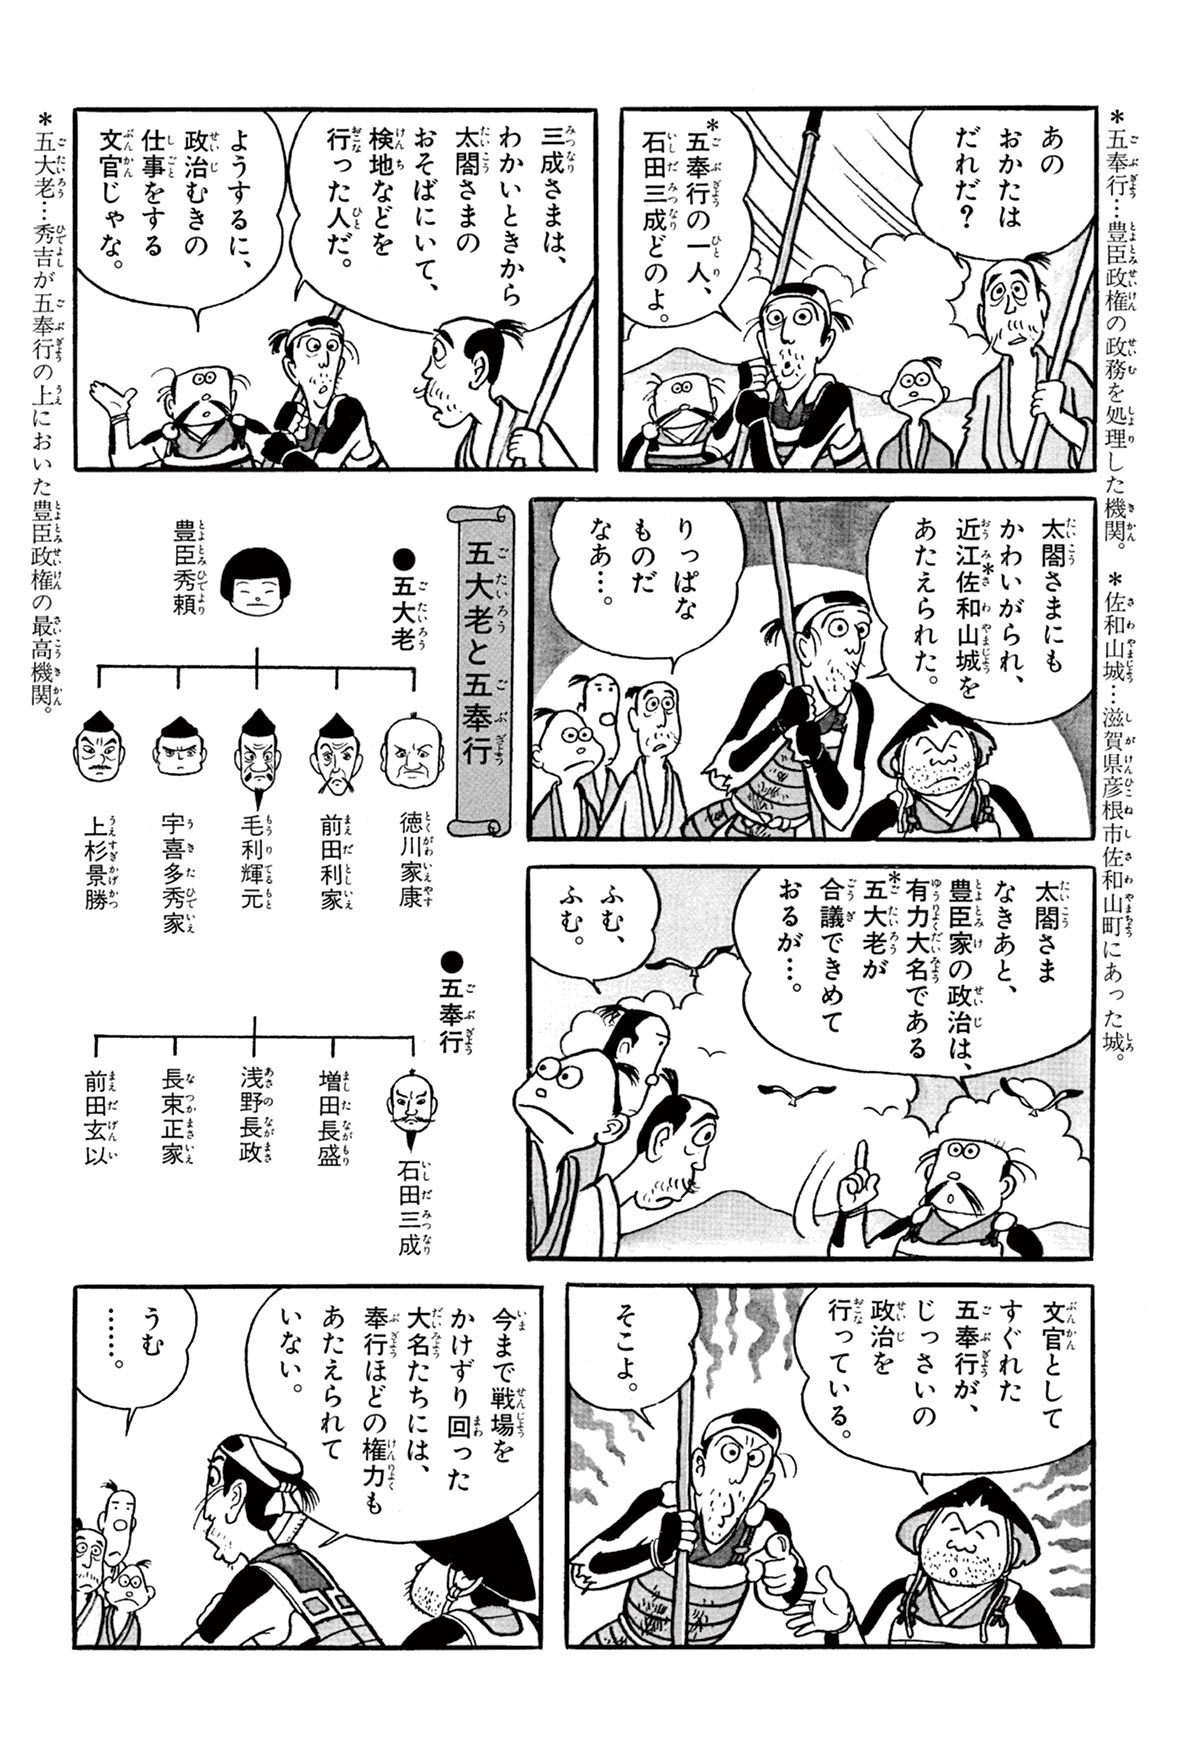 ＊五奉行…豊臣政権の政務を処理した機関。
＊佐和山城…滋賀県彦根市佐和山町にあった城。
あの
おかたは
だれだ？
＊五奉行の一人、
石田三成どのよ。
三成さまは、
わかいときから
太閤さまの
おそばにいて、
検地などを
行った人だ。
ようするに、
政治むきの
仕事をする
文官じゃな。
太閤さまにも
かわいがられ、
近江＊佐和山城を
あたえられた。
りっぱな
ものだ
なあ…。
太閤さま
なきあと、
豊臣家の政治は、
有力大名である
＊五大老が
合議できめて
おるが…。
ふむ、
ふむ。
五大老と五奉行
●五大老
豊臣秀頼
徳川家康
前田利家
毛利輝元
宇喜多秀家
上杉景勝
●五奉行
石田三成
増田長盛
浅野長政
長束正家
前田玄以
文官として
すぐれた
五奉行が、
じっさいの
政治を
行っている。
そこよ。
今まで戦場を
かけずり回った
大名たちには、
奉行ほどの権力も
あたえられて
いない。
うむ
……。
＊五大老…秀吉が五奉行の上においた豊臣政権の最高機関。